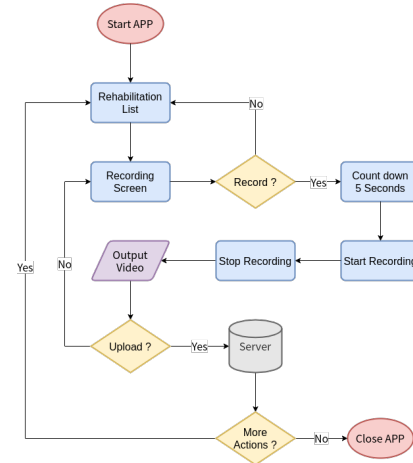 Start APP
Rehabilitation
List
No
Recording
Screen
Record ?
Yes
Count down
5 Seconds
Yes
No
Output
Video
Stop Recording
Start Recording
Upload ?
Yes
Server
More
Actions ?
No
Close APP